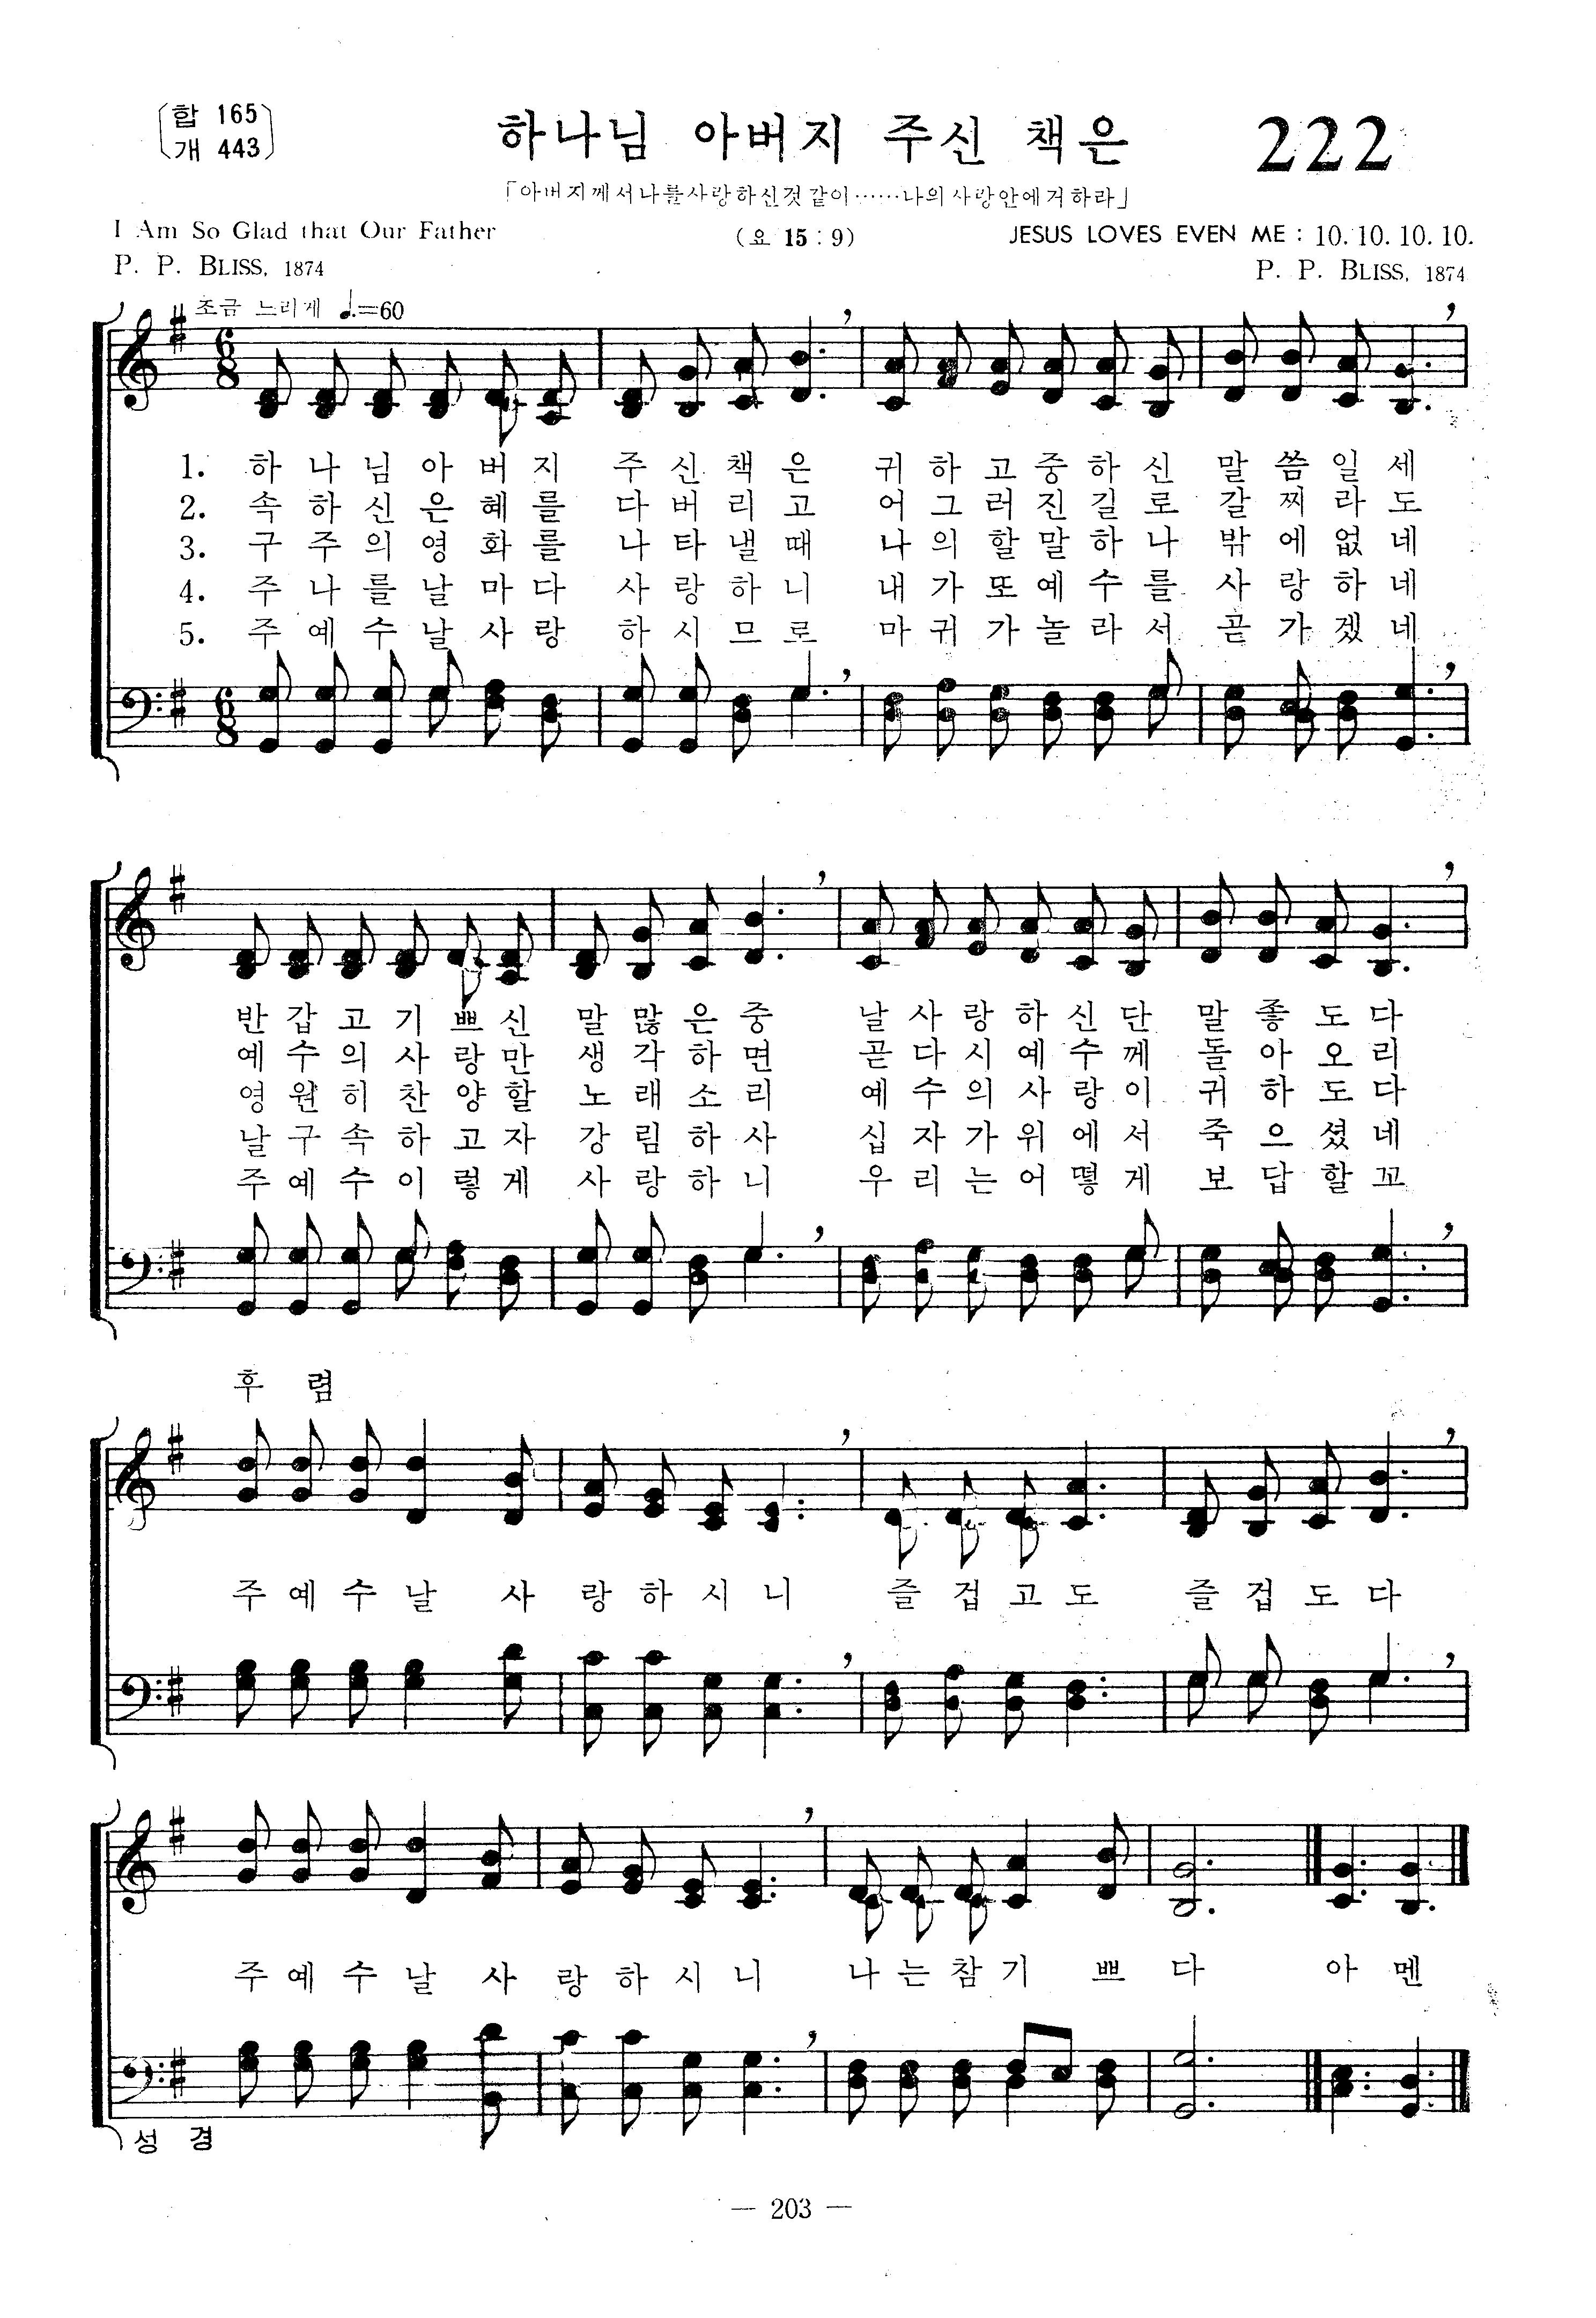 합 165
개 443
하나님 아버지 주신 책은 222
「아버지께서나를사랑하신것같이……나의사랑안에거하라」
I Am So Glad that Our Father (요 15:9) JESUS LOVES EVEN ME : 10. 10. 10. 10.
P. P. BLISS, 1874 P. P. BLISS, 1874
조금 느리게 ♩.=60
1. 하나님아버지 주신책은 귀하고중하신 말씀일세
2. 속하신은혜를 다버리고 어그러진길로 갈찌라도
3. 구주의영화를 나타낼때 나의할말하나 밖에없네
4. 주나를날마다 사랑하니 내가또예수를 사랑하네
5. 주예수날사랑 하시므로 마귀가놀라서 곧가겠네
반갑고기쁘신 말많은중 날사랑하신단 말좋도다
예수의사랑만 생각하면 곧다시예수께 돌아오리
영원히찬양할 노래소리 예수의사랑이 귀하도다
날구속하고자 강림하사 십자가위에서 죽으셨네
주예수이렇게 사랑하니 우리는어떻게 보답할꼬
후 렴
주예수날 사랑하시니 즐겁고도 즐겁도다
주예수날 사랑하시니 나는참기쁘다 아멘
성 경
— 203 —